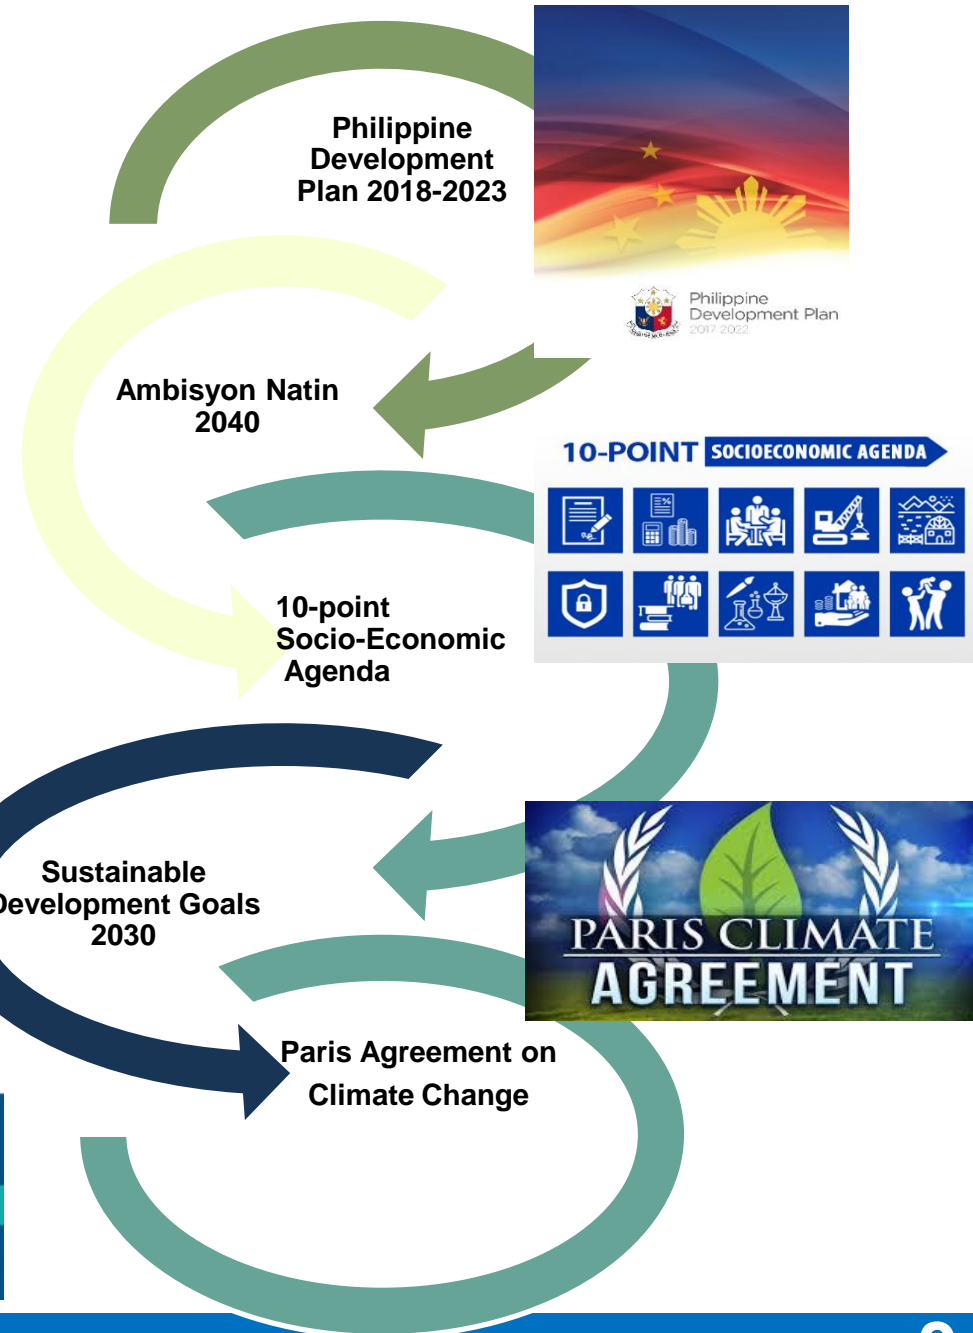 Philippine
Development
Plan 2018-2023
Philippine
Development Plan
2017-2022
Ambisyon Natin
2040
10-POINT SOCIOECONOMIC AGENDA
10-point
Socio-Economic
Agenda
Sustainable
Development Goals
2030
PARIS CLIMATE
AGREEMENT
Paris Agreement on
Climate Change